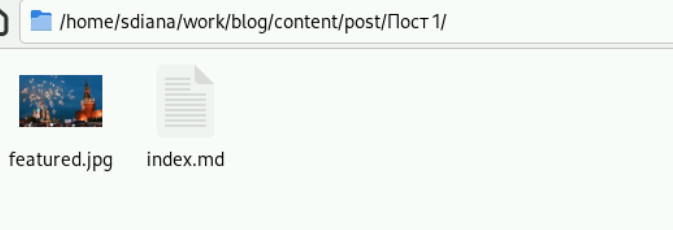 /home/sdiana/work/blog/content/post/Пост 1/
featured.jpg
index.md